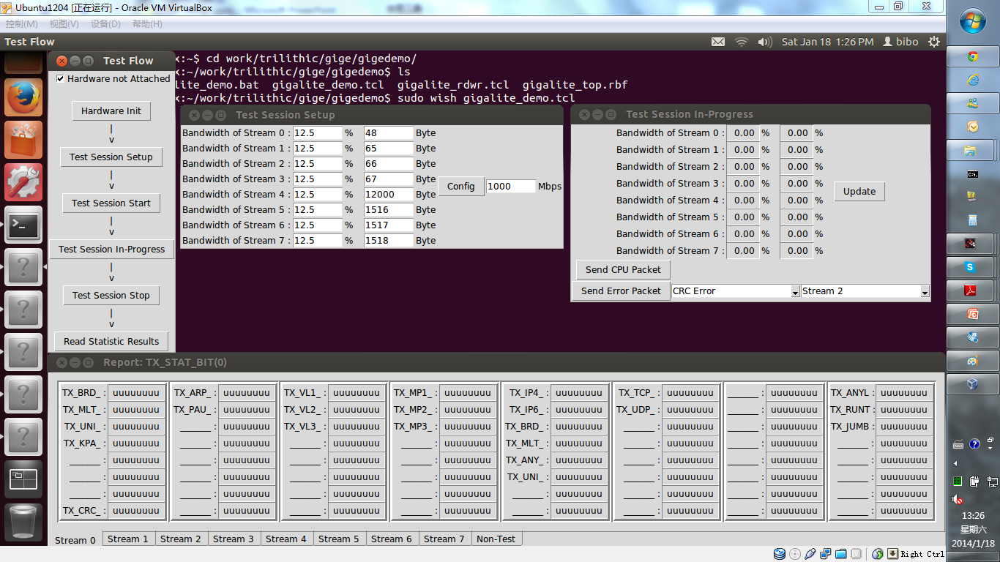 Ubuntu1204 [正在运行] - Oracle VM VirtualBox
控制(M) 视图(V) 设备(D) 帮助(H)
Test Flow
Sat Jan 18 1:26 PM bibo
Test Flow
Hardware not Attached
Hardware Init
|
v
Test Session Setup
|
v
Test Session Start
|
v
Test Session In-Progress
|
v
Test Session Stop
|
v
Read Statistic Results
x:~$ cd work/trilithic/gige/gigedemo/
x:~/work/trilithic/gige/gigedemo$ ls
lite_demo.bat gigalite_demo.tcl gigalite_rdwr.tcl gigalite_top.rbf
x:~/work/trilithic/gige/gigedemo$ sudo wish gigalite_demo.tcl
Test Session Setup
Bandwidth of Stream 0 : 12.5 % 48 Byte
Bandwidth of Stream 1 : 12.5 % 65 Byte
Bandwidth of Stream 2 : 12.5 % 66 Byte
Bandwidth of Stream 3 : 12.5 % 67 Byte
Bandwidth of Stream 4 : 12.5 % 12000 Byte
Bandwidth of Stream 5 : 12.5 % 1516 Byte
Bandwidth of Stream 6 : 12.5 % 1517 Byte
Bandwidth of Stream 7 : 12.5 % 1518 Byte
Config 1000 Mbps
Test Session In-Progress
Bandwidth of Stream 0 : 0.00 % 0.00 %
Bandwidth of Stream 1 : 0.00 % 0.00 %
Bandwidth of Stream 2 : 0.00 % 0.00 %
Bandwidth of Stream 3 : 0.00 % 0.00 %
Bandwidth of Stream 4 : 0.00 % 0.00 %
Bandwidth of Stream 5 : 0.00 % 0.00 %
Bandwidth of Stream 6 : 0.00 % 0.00 %
Bandwidth of Stream 7 : 0.00 % 0.00 %
Update
Send CPU Packet
Send Error Packet CRC Error Stream 2
Report: TX_STAT_BIT(0)
TX_BRD_ : uuuuuuuu TX_ARP_ : uuuuuuuu TX_VL1_ : uuuuuuuu TX_MP1_ : uuuuuuuu TX_IP4_ : uuuuuuuu TX_TCP_ : uuuuuuuu ______ : uuuuuuuu TX_ANYL : uuuuuuuu
TX_MLT_ : uuuuuuuu TX_PAU_ : uuuuuuuu TX_VL2_ : uuuuuuuu TX_MP2_ : uuuuuuuu TX_IP6_ : uuuuuuuu TX_UDP_ : uuuuuuuu ______ : uuuuuuuu TX_RUNT : uuuuuuuu
TX_UNI_ : uuuuuuuu ______ : uuuuuuuu TX_VL3_ : uuuuuuuu TX_MP3_ : uuuuuuuu TX_BRD_ : uuuuuuuu ______ : uuuuuuuu ______ : uuuuuuuu TX_JUMB : uuuuuuuu
TX_KPA_ : uuuuuuuu ______ : uuuuuuuu ______ : uuuuuuuu ______ : uuuuuuuu TX_MLT_ : uuuuuuuu ______ : uuuuuuuu ______ : uuuuuuuu ______ : uuuuuuuu
______ : uuuuuuuu ______ : uuuuuuuu ______ : uuuuuuuu ______ : uuuuuuuu TX_ANY_ : uuuuuuuu ______ : uuuuuuuu ______ : uuuuuuuu ______ : uuuuuuuu
______ : uuuuuuuu ______ : uuuuuuuu ______ : uuuuuuuu ______ : uuuuuuuu TX_UNI_ : uuuuuuuu ______ : uuuuuuuu ______ : uuuuuuuu ______ : uuuuuuuu
______ : uuuuuuuu ______ : uuuuuuuu ______ : uuuuuuuu ______ : uuuuuuuu ______ : uuuuuuuu ______ : uuuuuuuu ______ : uuuuuuuu ______ : uuuuuuuu
TX_CRC_ : uuuuuuuu ______ : uuuuuuuu ______ : uuuuuuuu ______ : uuuuuuuu ______ : uuuuuuuu ______ : uuuuuuuu ______ : uuuuuuuu ______ : uuuuuuuu
Stream 0 Stream 1 Stream 2 Stream 3 Stream 4 Stream 5 Stream 6 Stream 7 Non-Test
Right Ctrl
13:26
星期六
2014/1/18